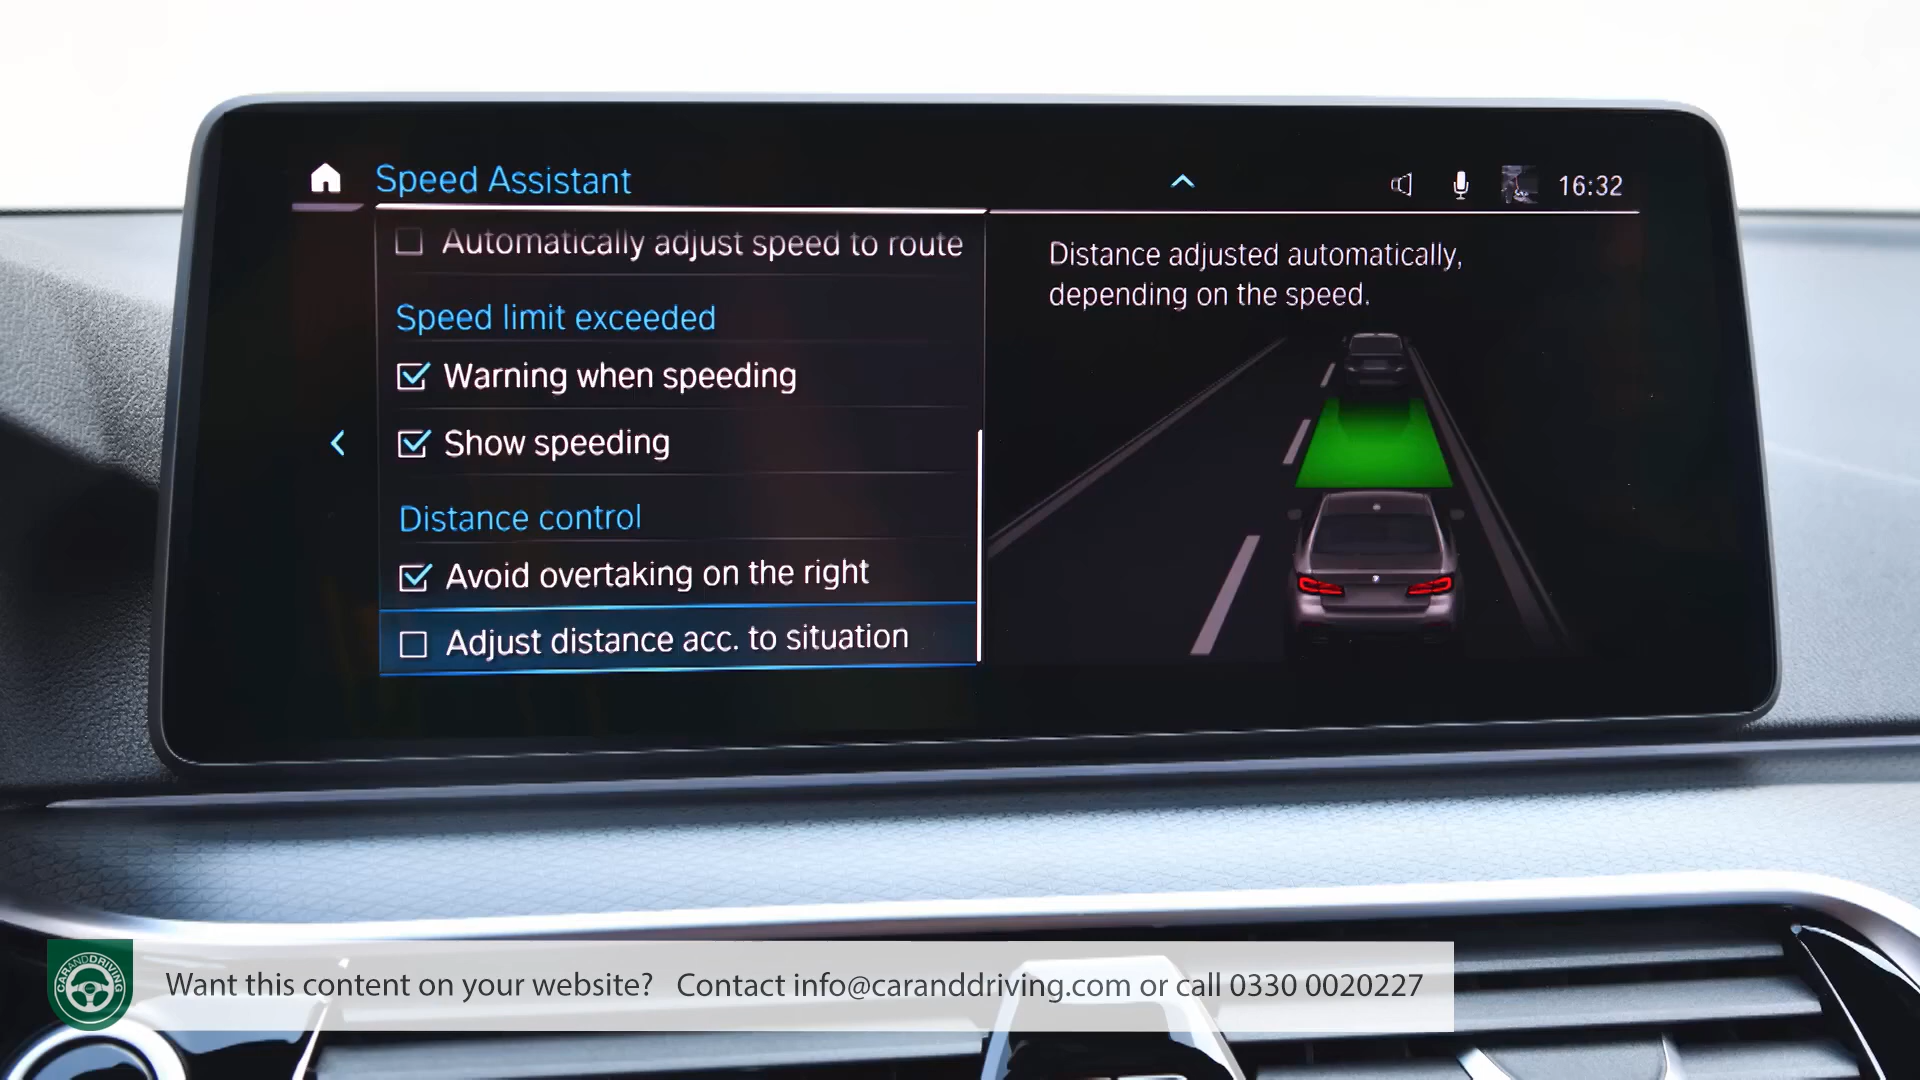 Speed Assistant
16:32
Automatically adjust speed to route
Speed limit exceeded
Warning when speeding
Show speeding
Distance control
Avoid overtaking on the right
Adjust distance acc. to situation
Distance adjusted automatically,
depending on the speed.
CARANDDRIVING
Want this content on your website? Contact info@caranddriving.com or call 0330 0020227